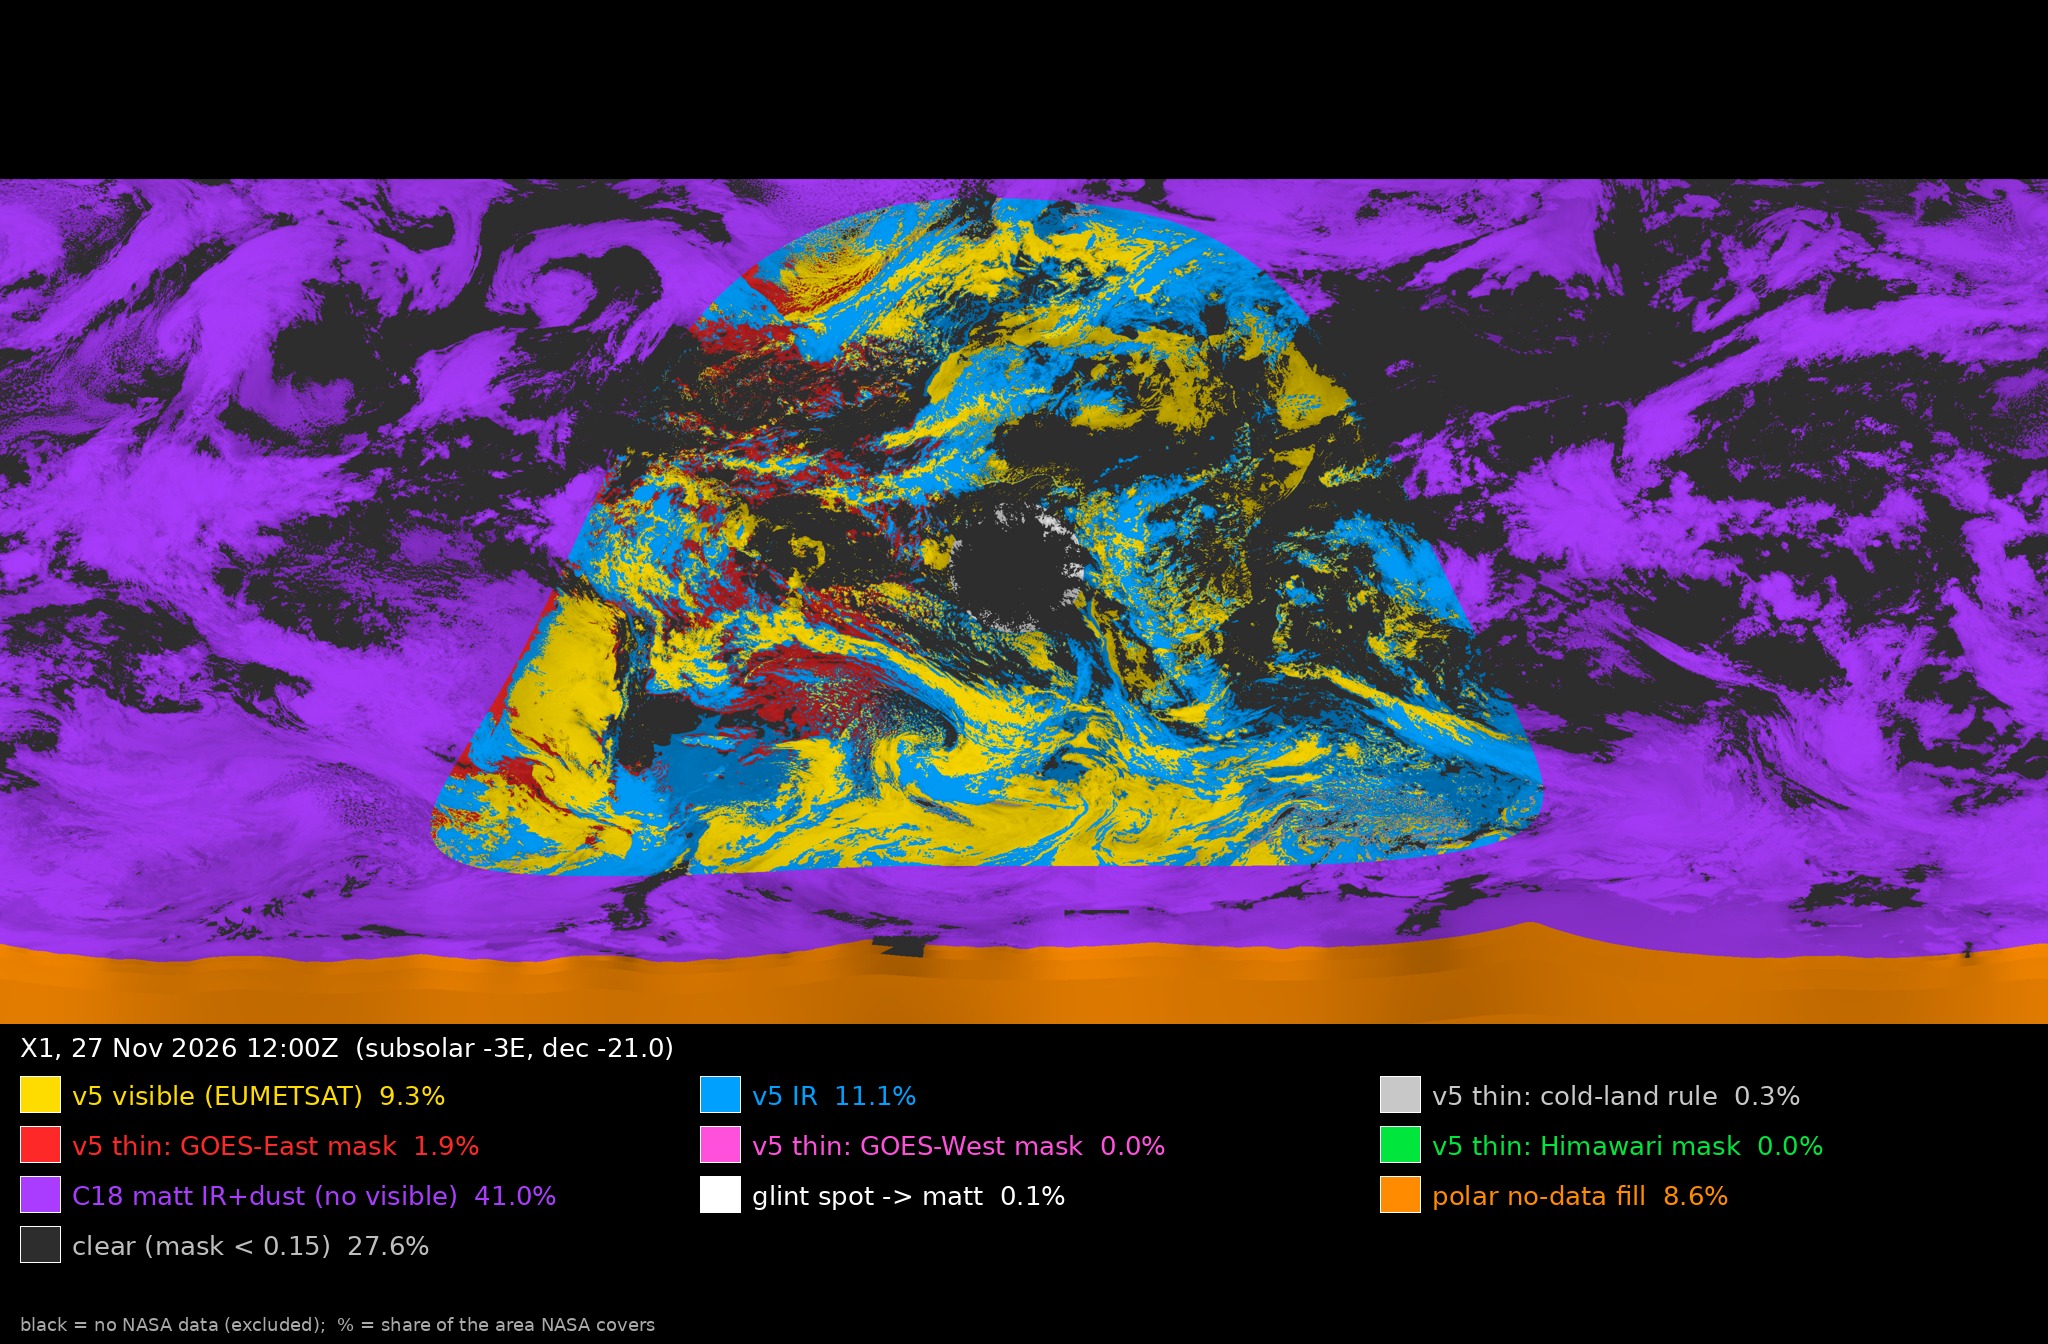 X1, 27 Nov 2026 12:00Z  (subsolar -3E, dec -21.0)
v5 visible (EUMETSAT)  9.3%
v5 IR  11.1%
v5 thin: cold-land rule  0.3%
v5 thin: GOES-East mask  1.9%
v5 thin: GOES-West mask  0.0%
v5 thin: Himawari mask  0.0%
C18 matt IR+dust (no visible)  41.0%
glint spot -> matt  0.1%
polar no-data fill  8.6%
clear (mask < 0.15)  27.6%
black = no NASA data (excluded);  % = share of the area NASA covers